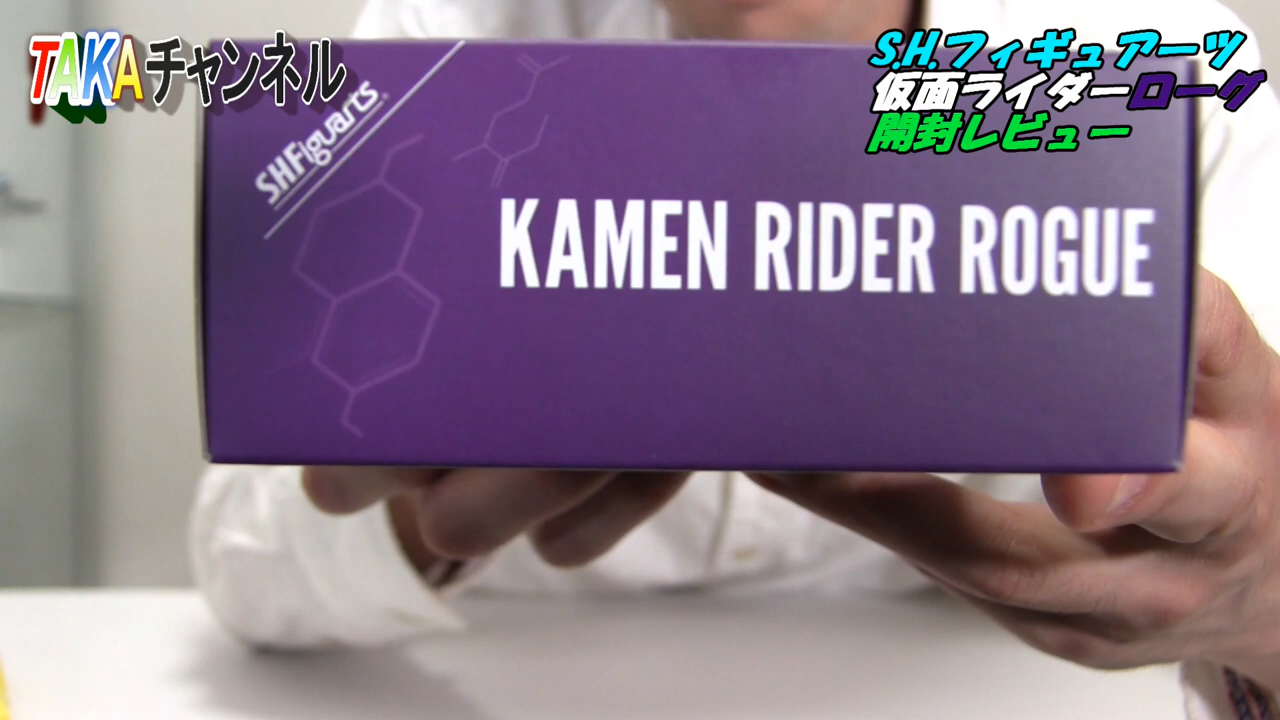 TAKAチャンネル
S.H.フィギュアーツ
仮面ライダーローグ
開封レビュー
SHFiguarts
KAMEN RIDER ROGUE